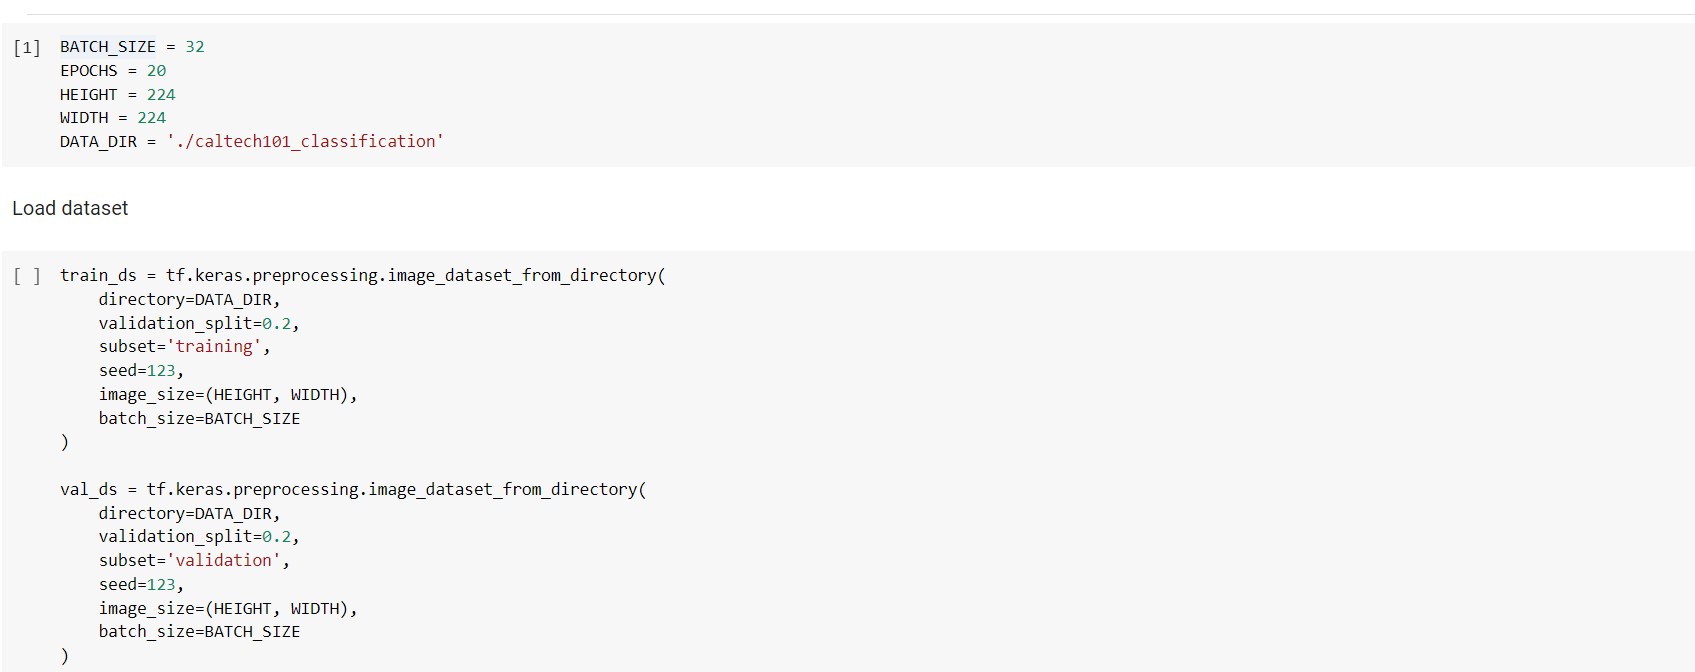 [1] BATCH_SIZE = 32
EPOCHS = 20
HEIGHT = 224
WIDTH = 224
DATA_DIR = './caltech101_classification'
Load dataset
[ ] train_ds = tf.keras.preprocessing.image_dataset_from_directory(
directory=DATA_DIR,
validation_split=0.2,
subset='training',
seed=123,
image_size=(HEIGHT, WIDTH),
batch_size=BATCH_SIZE
)
val_ds = tf.keras.preprocessing.image_dataset_from_directory(
directory=DATA_DIR,
validation_split=0.2,
subset='validation',
seed=123,
image_size=(HEIGHT, WIDTH),
batch_size=BATCH_SIZE
)